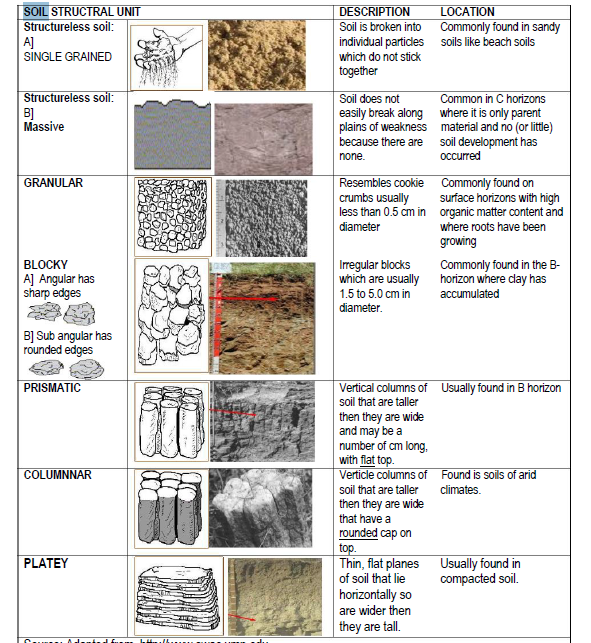 SOIL STRUCTRAL UNIT DESCRIPTION LOCATION
Structureless soil:
A]
SINGLE GRAINED
Soil is broken into
individual particles
which do not stick
together
Commonly found in sandy
soils like beach soils
Structureless soil:
B]
Massive
Soil does not
easily break along
plains of weakness
because there are
none.
Common in C horizons
where it is only parent
material and no (or little)
soil development has
occurred
GRANULAR
Resembles cookie
crumbs usually
less than 0.5 cm in
diameter
Commonly found on
surface horizons with high
organic matter content and
where roots have been
growing
BLOCKY
A] Angular has
sharp edges
B] Sub angular has
rounded edges
Irregular blocks
which are usually
1.5 to 5.0 cm in
diameter.
Commonly found in the B-
horizon where clay has
accumulated
PRISMATIC
Vertical columns of
soil that are taller
then they are wide
and may be a
number of cm long,
with flat top.
Usually found in B horizon
COLUMNNAR
Verticle columns of
soil that are taller
then they are wide
that have a
rounded cap on
top.
Found is soils of arid
climates.
PLATEY
Thin, flat planes
of soil that lie
horizontally so
are wider then
they are tall.
Usually found in
compacted soil.